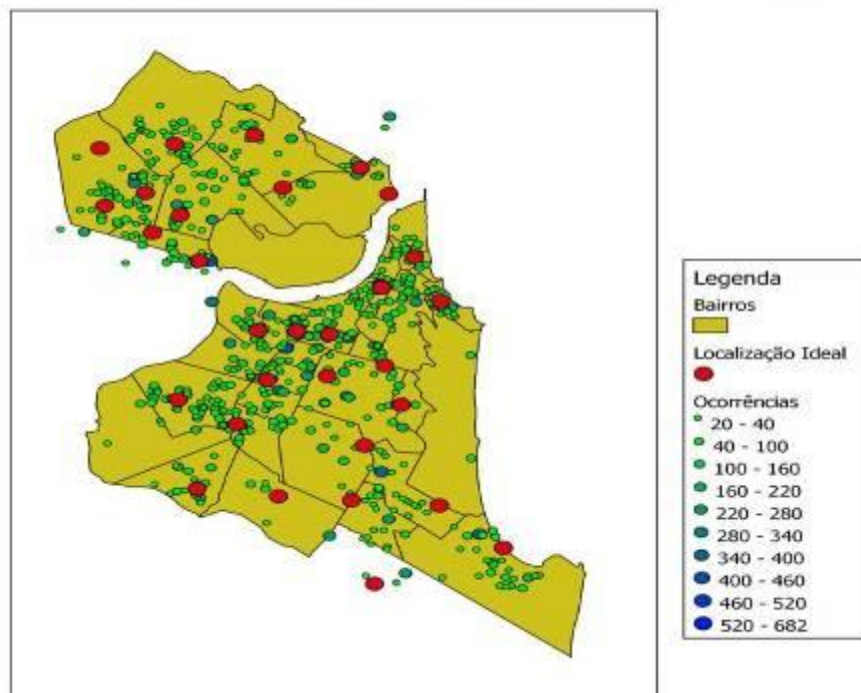 Legenda
Bairros
Localização Ideal
Ocorrências
20 - 40
40 - 100
100 - 160
160 - 220
220 - 280
280 - 340
340 - 400
400 - 460
460 - 520
520 - 682